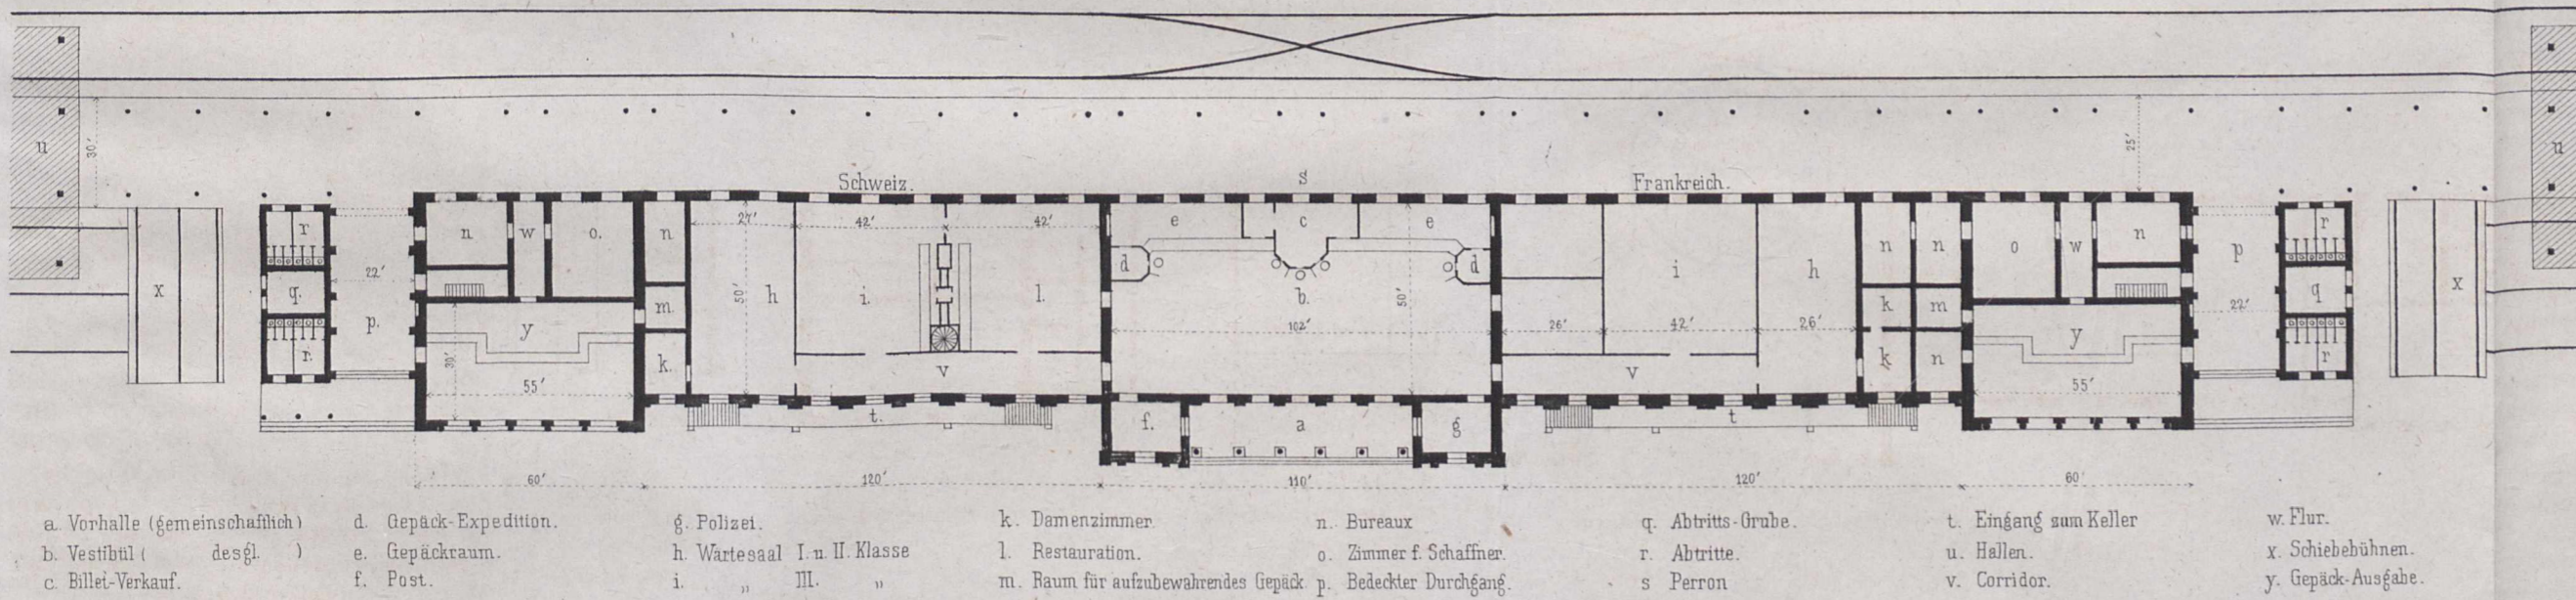 u
30'
Schweiz.
S
Frankreich.
25'
u
r
n
w
o.
n
27'
42'
42'
e
c
e
n
n
o
w
n
p
r
22'
d
d
i
h
x
q.
50'
h
i.
l.
b.
50'
k
m
22'
q
x
p.
y
m.
102'
26'
42'
26'
y
r.
30'
55'
k.
v
v
k
n
55'
r
t.
f.
a
g
t
60'
120'
110'
120'
60'
a. Vorhalle (gemeinschaftlich)
b. Vestibül ( desgl. )
c. Billet-Verkauf.
d. Gepäck-Expedition.
e. Gepäckraum.
f. Post.
g. Polizei.
h. Wartesaal I. u. II. Klasse
i. „ III. „
k. Damenzimmer.
l. Restauration.
m. Raum für aufzubewahrendes Gepäck.
n. Bureaux
o. Zimmer f. Schaffner.
p. Bedeckter Durchgang.
q. Abtritts-Grube.
r. Abtritte.
s Perron
t. Eingang zum Keller
u. Hallen.
v. Corridor.
w. Flur.
x. Schiebebühnen.
y. Gepäck-Ausgabe.